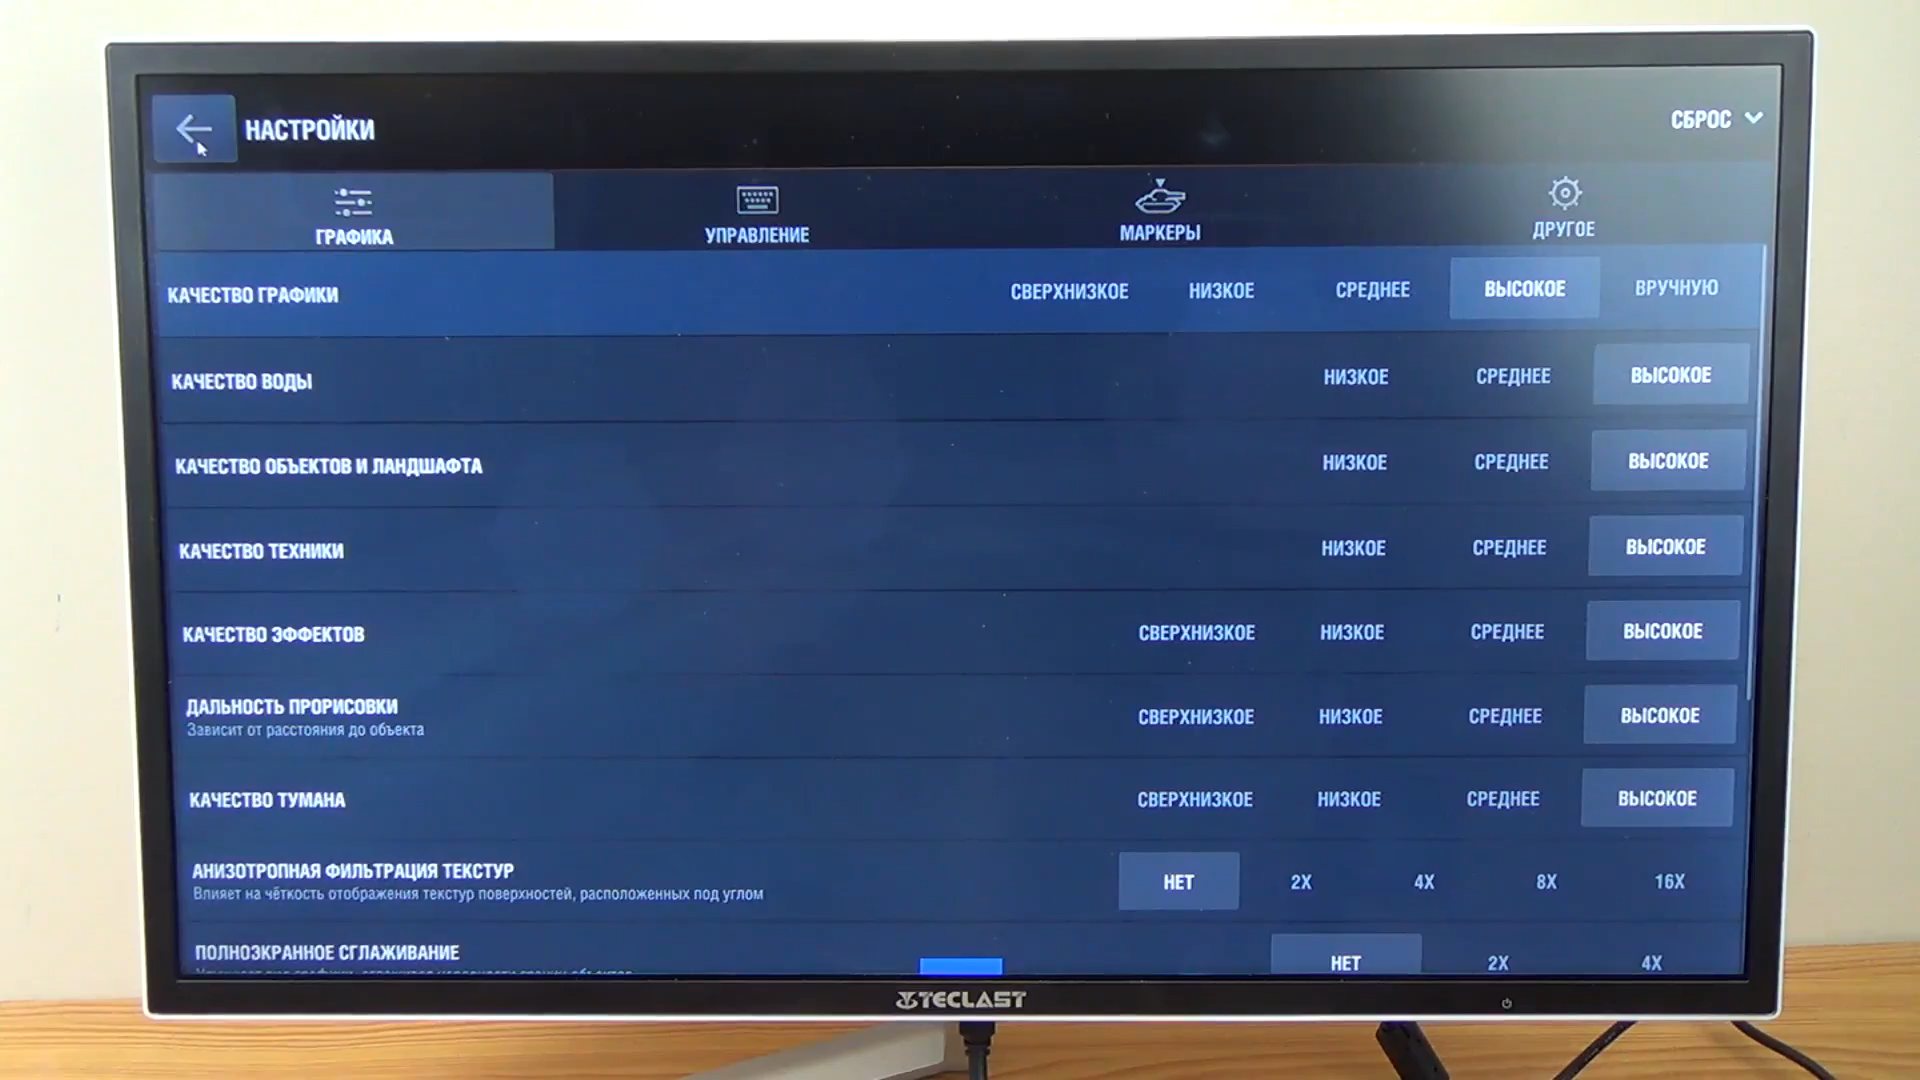 НАСТРОЙКИ
СБРОС
ГРАФИКА
УПРАВЛЕНИЕ
МАРКЕРЫ
ДРУГОЕ
КАЧЕСТВО ГРАФИКИ СВЕРХНИЗКОЕ НИЗКОЕ СРЕДНЕЕ ВЫСОКОЕ ВРУЧНУЮ
КАЧЕСТВО ВОДЫ НИЗКОЕ СРЕДНЕЕ ВЫСОКОЕ
КАЧЕСТВО ОБЪЕКТОВ И ЛАНДШАФТА НИЗКОЕ СРЕДНЕЕ ВЫСОКОЕ
КАЧЕСТВО ТЕХНИКИ НИЗКОЕ СРЕДНЕЕ ВЫСОКОЕ
КАЧЕСТВО ЭФФЕКТОВ СВЕРХНИЗКОЕ НИЗКОЕ СРЕДНЕЕ ВЫСОКОЕ
ДАЛЬНОСТЬ ПРОРИСОВКИ СВЕРХНИЗКОЕ НИЗКОЕ СРЕДНЕЕ ВЫСОКОЕ
Зависит от расстояния до объекта
КАЧЕСТВО ТУМАНА СВЕРХНИЗКОЕ НИЗКОЕ СРЕДНЕЕ ВЫСОКОЕ
АНИЗОТРОПНАЯ ФИЛЬТРАЦИЯ ТЕКСТУР НЕТ 2X 4X 8X 16X
Влияет на чёткость отображения текстур поверхностей, расположенных под углом
ПОЛНОЭКРАННОЕ СГЛАЖИВАНИЕ НЕТ 2X 4X
TECLAST